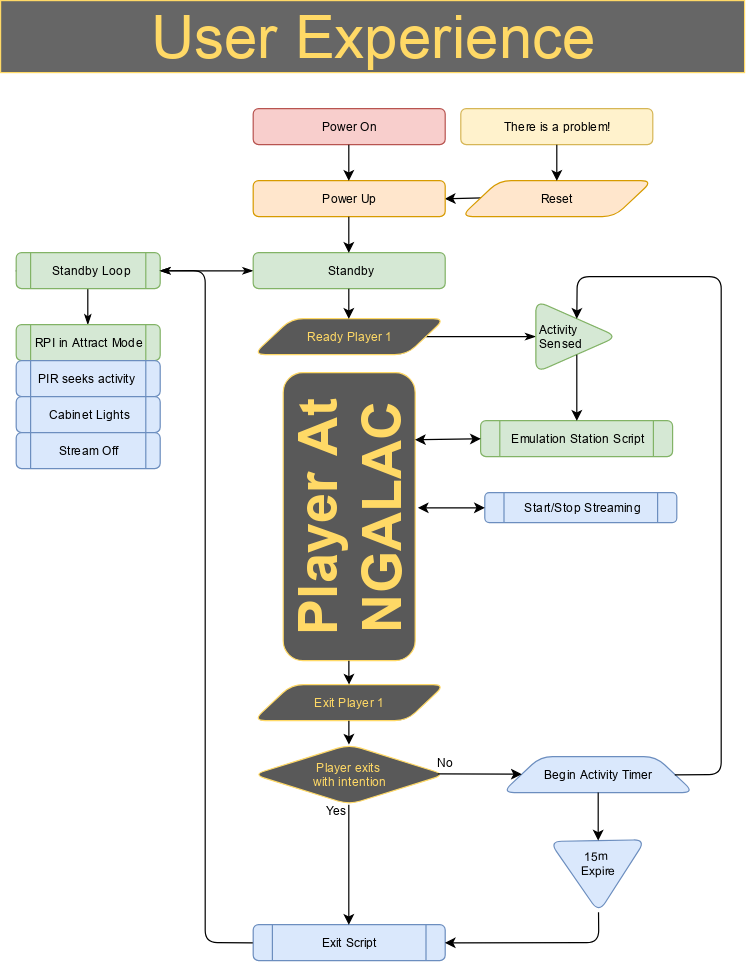 User Experience
Power On
There is a problem!
Power Up
Reset
Standby Loop
Standby
RPI in Attract Mode
PIR seeks activity
Cabinet Lights
Stream Off
Ready Player 1
Activity
Sensed
Player At
NGALAC
Emulation Station Script
Start/Stop Streaming
Exit Player 1
Player exits
with intention
No
Yes
Begin Activity Timer
15m
Expire
Exit Script